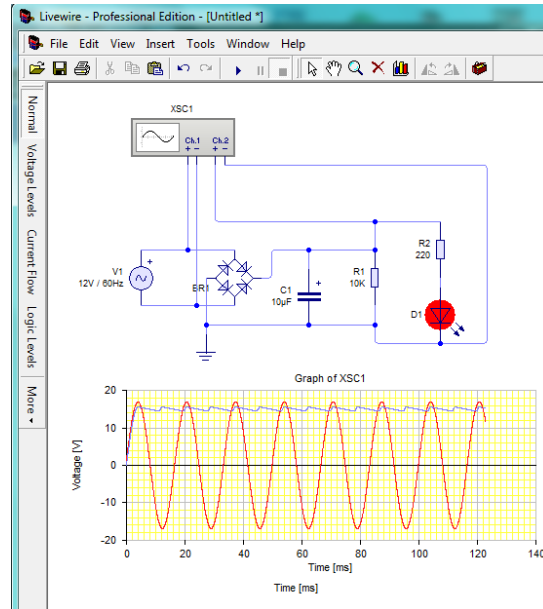 Livewire - Professional Edition - [Untitled *]
File Edit View Insert Tools Window Help
Normal
Voltage Levels
Current Flow
Logic Levels
More
XSC1
Ch.1 Ch.2
+ - + -
V1
12V / 60Hz
+
BR1
C1
10µF
+
R1
10K
R2
220
D1
Graph of XSC1
Voltage [V]
20
10
0
-10
-20
0 20 40 60 80 100 120 140
Time [ms]
Time [ms]